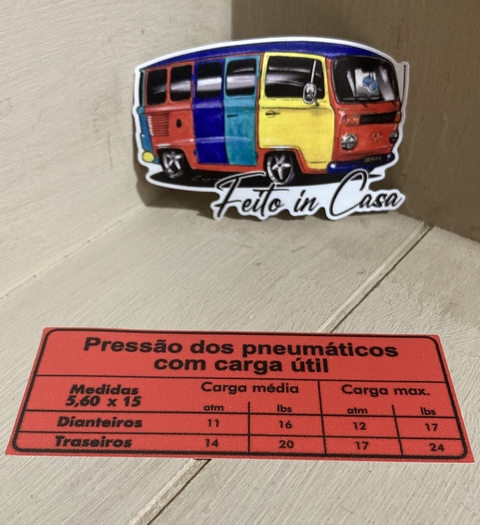 Feito in Casa
Pressão dos pneumáticos
com carga útil
Medidas
5,60 x 15
Carga média
Carga max.
atm lbs atm lbs
Dianteiros 11 16 12 17
Traseiros 14 20 17 24